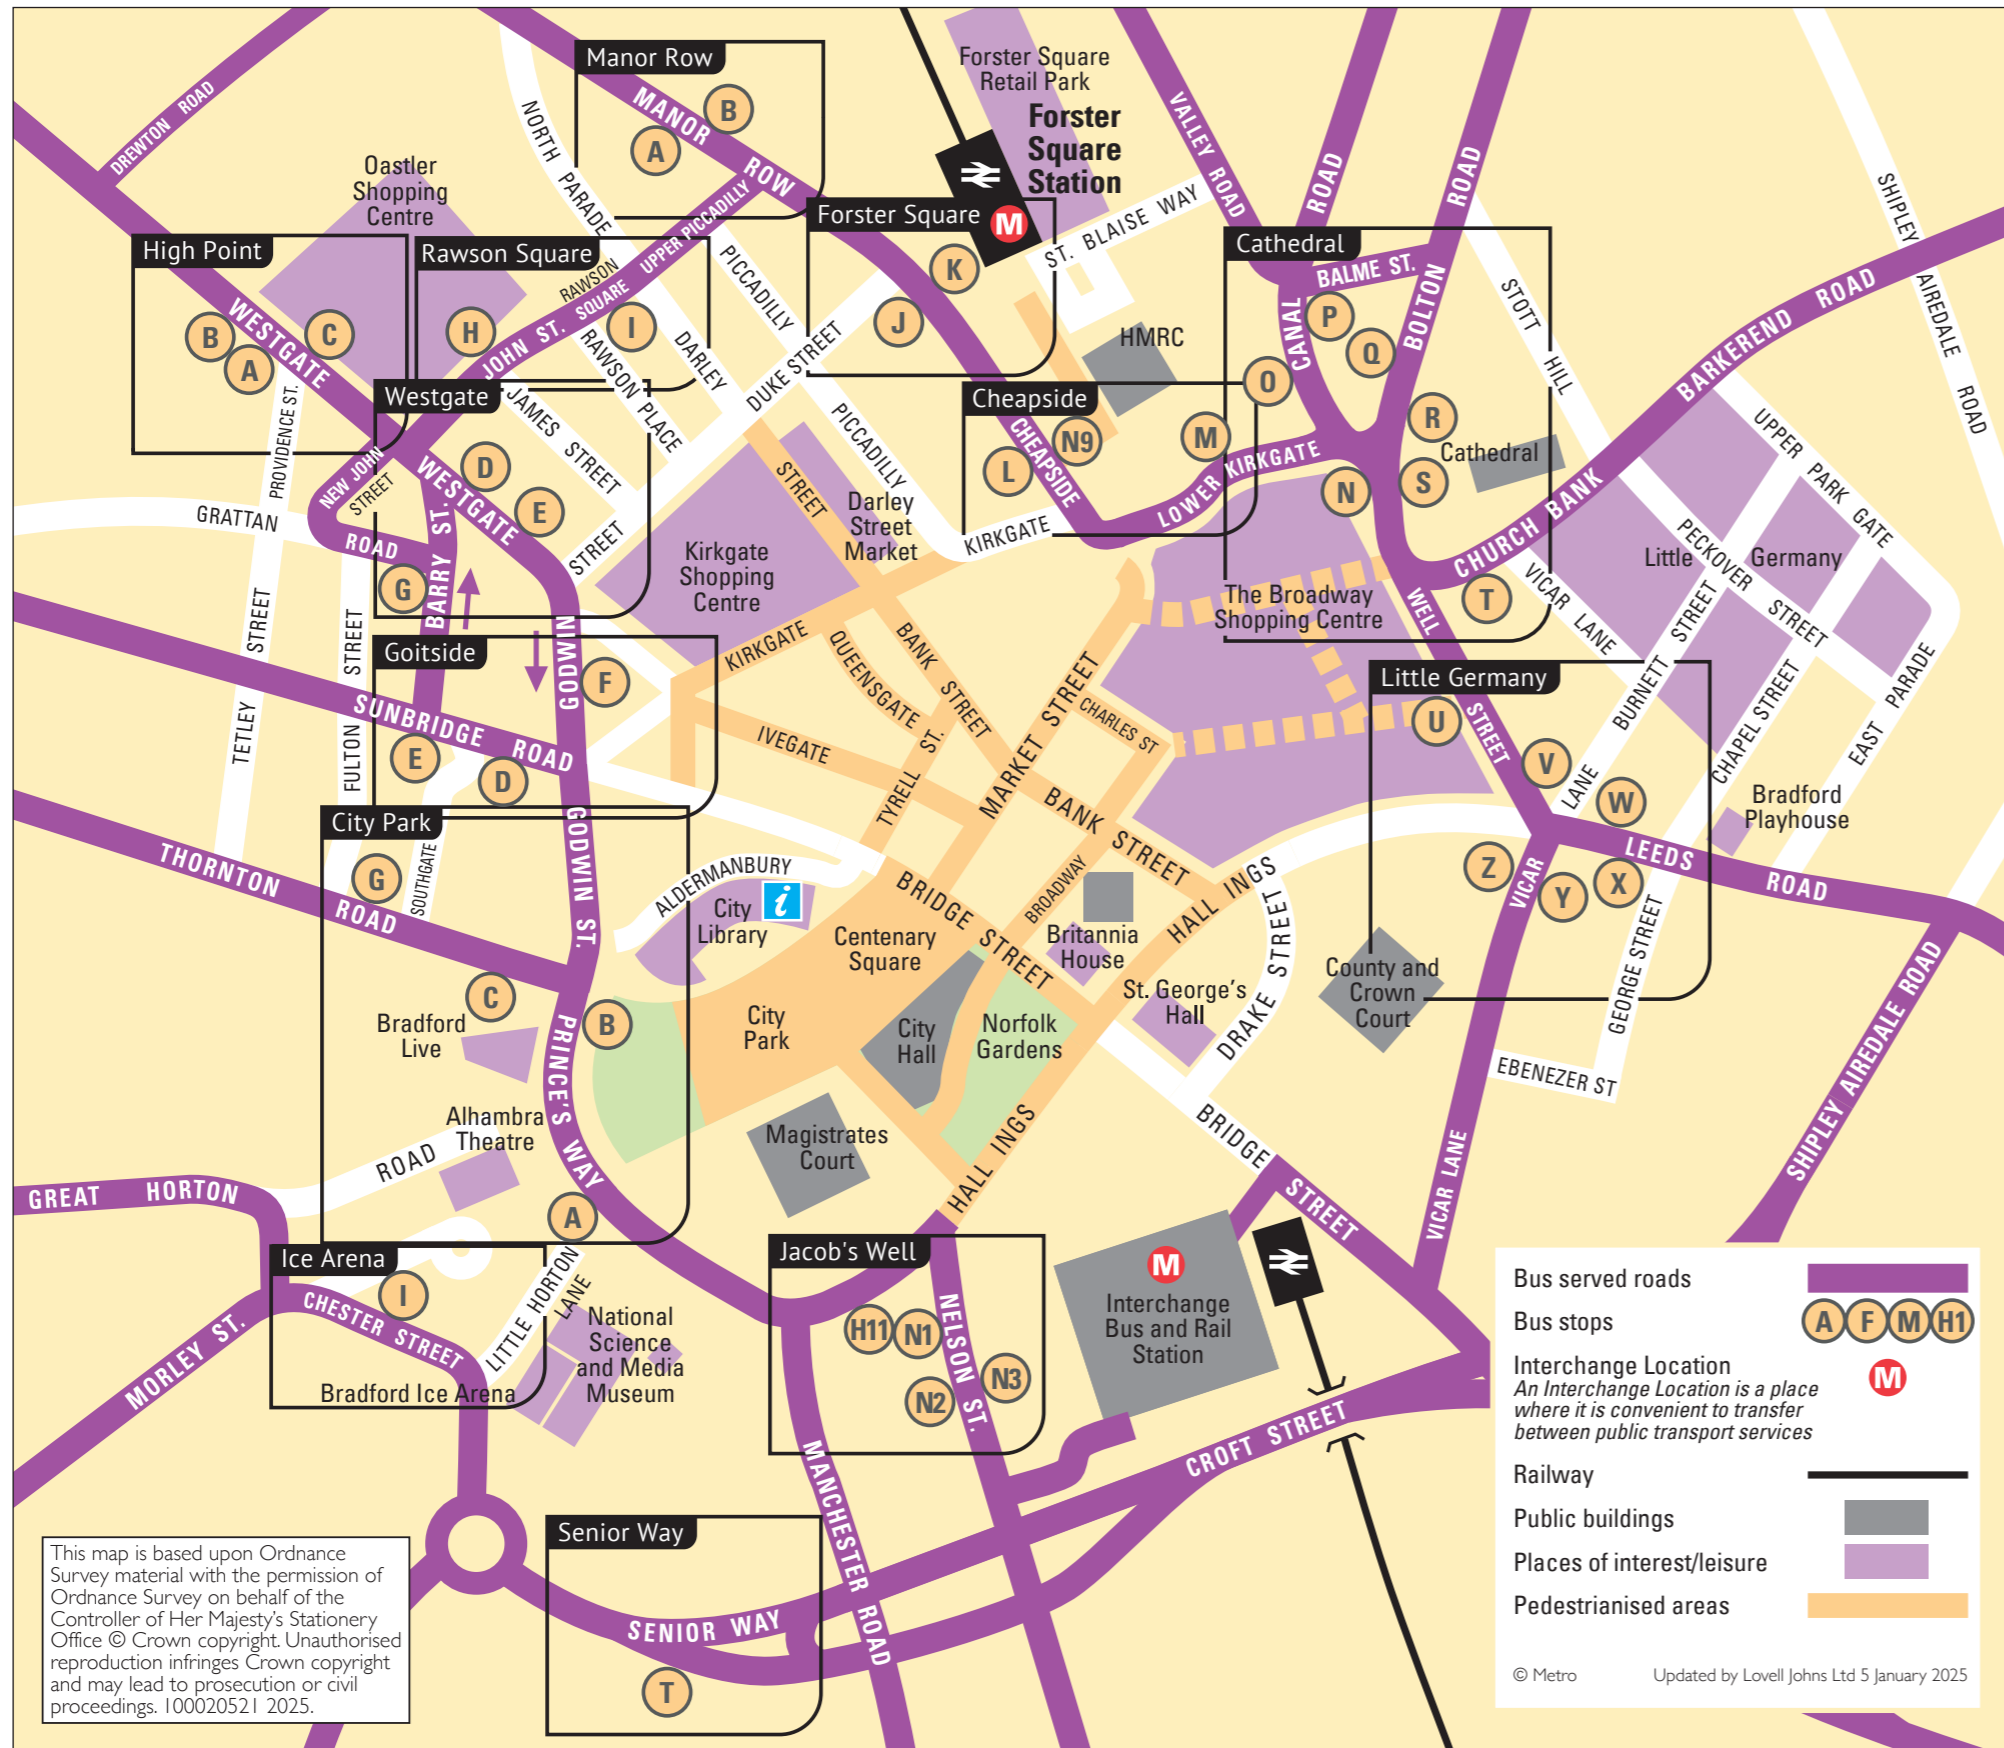 Manor Row
B
A
MANOR
ROW
DREWTON ROAD
NORTH PARADE
Oastler
Shopping
Centre
Forster Square
Retail Park
Forster
Square
Station
M
VALLEY ROAD
ROAD
ROAD
SHIPLEY AIREDALE ROAD
ST. BLAISE WAY
Forster Square
K
J
High Point
WESTGATE
B
A
C
Rawson Square
RAWSON
SQUARE
UPPER PICCADILLY
JOHN ST.
H
I
RAWSON PLACE
PICCADILLY
DARLEY
STREET
DUKE STREET
PICCADILLY
HMRC
Cathedral
BALME ST.
CANAL
BOLTON
P
Q
O
R
S
N
T
Cathedral
STOTT HILL
BARKEREND ROAD
CHURCH BANK
UPPER PARK GATE
PECKOVER STREET
Little Germany
VICAR LANE
BURNETT STREET
CHAPEL STREET
EAST PARADE
Westgate
JAMES STREET
WESTGATE
D
E
G
PROVIDENCE ST.
NEW JOHN
STREET
GRATTAN
ROAD
BARRY ST.
STREET
Cheapside
CHEAPSIDE
L
N9
M
LOWER KIRKGATE
KIRKGATE
Darley
Street
Market
Kirkgate
Shopping
Centre
KIRKGATE
The Broadway
Shopping Centre
WELL
STREET
TETLEY STREET
FULTON STREET
Goitside
GODWIN
F
E
D
SUNBRIDGE ROAD
QUEENSGATE
BANK STREET
IVEGATE
TYRELL ST.
MARKET STREET
CHARLES ST
BANK STREET
BROADWAY
Little Germany
U
V
W
X
Y
Z
LANE
LEEDS
ROAD
VICAR
VICAR LANE
GEORGE STREET
EBENEZER ST
Bradford
Playhouse
County and
Crown
Court
SHIPLEY AIREDALE ROAD
City Park
THORNTON
ROAD
G
SOUTHGATE
GODWIN ST.
C
B
A
Bradford
Live
PRINCE'S WAY
Alhambra
Theatre
ALDERMANBURY
i
City
Library
Centenary
Square
BRIDGE STREET
City
Park
City
Hall
Norfolk
Gardens
Britannia
House
HALL INGS
DRAKE STREET
St. George's
Hall
Magistrates
Court
HALL INGS
BRIDGE
STREET
GREAT HORTON
ROAD
Ice Arena
I
CHESTER STREET
MORLEY ST.
LITTLE HORTON
LANE
Bradford Ice Arena
National
Science
and Media
Museum
Jacob's Well
H11
N1
N2
N3
NELSON ST.
MANCHESTER ROAD
M
Interchange
Bus and Rail
Station
CROFT STREET
Senior Way
SENIOR WAY
T
This map is based upon Ordnance
Survey material with the permission of
Ordnance Survey on behalf of the
Controller of Her Majesty's Stationery
Office © Crown copyright. Unauthorised
reproduction infringes Crown copyright
and may lead to prosecution or civil
proceedings. 100020521 2025.
Bus served roads
Bus stops A F M H1
Interchange Location M
An Interchange Location is a place
where it is convenient to transfer
between public transport services
Railway
Public buildings
Places of interest/leisure
Pedestrianised areas
© Metro Updated by Lovell Johns Ltd 5 January 2025